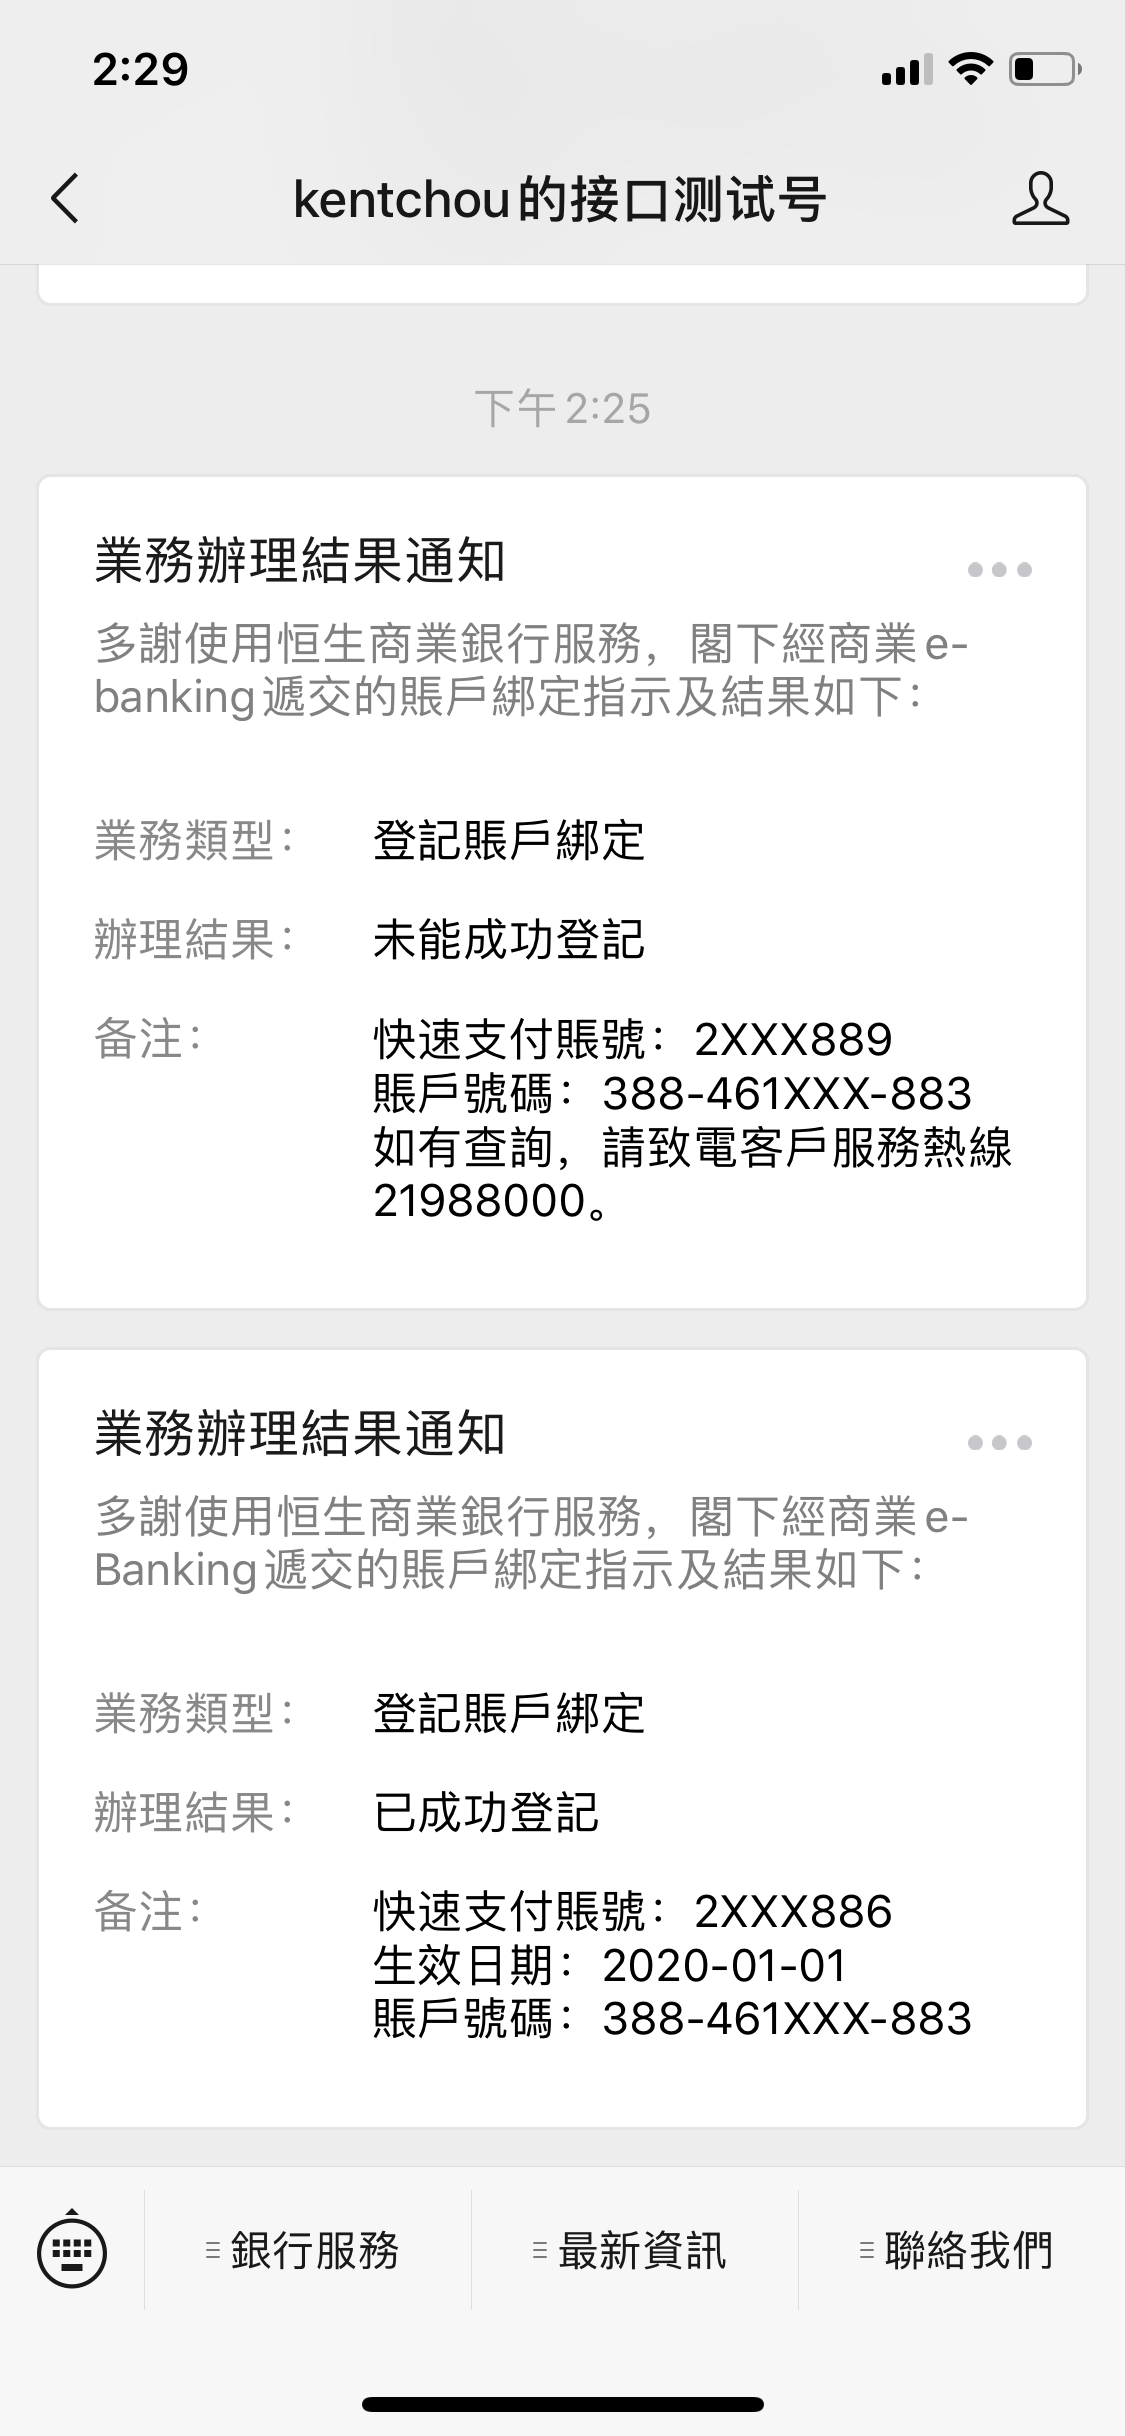 2:29
kentchou的接口测试号
下午2:25
業務辦理結果通知
多謝使用恒生商業銀行服務，閣下經商業e-
banking遞交的賬戶綁定指示及結果如下：
業務類型： 登記賬戶綁定
辦理結果： 未能成功登記
备注： 快速支付賬號：2XXX889
賬戶號碼：388-461XXX-883
如有查詢，請致電客戶服務熱線
21988000。
業務辦理結果通知
多謝使用恒生商業銀行服務，閣下經商業e-
Banking遞交的賬戶綁定指示及結果如下：
業務類型： 登記賬戶綁定
辦理結果： 已成功登記
备注： 快速支付賬號：2XXX886
生效日期：2020-01-01
賬戶號碼：388-461XXX-883
銀行服務 最新資訊 聯絡我們